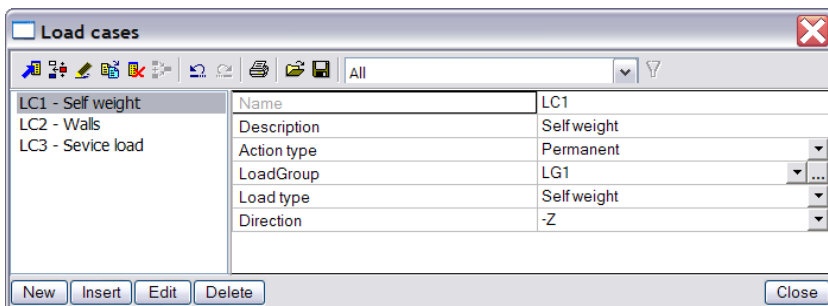 Load cases
All
LC1 - Self weight
LC2 - Walls
LC3 - Sevice load
Name LC1
Description Self weight
Action type Permanent
LoadGroup LG1 ...
Load type Self weight
Direction -Z
New Insert Edit Delete Close